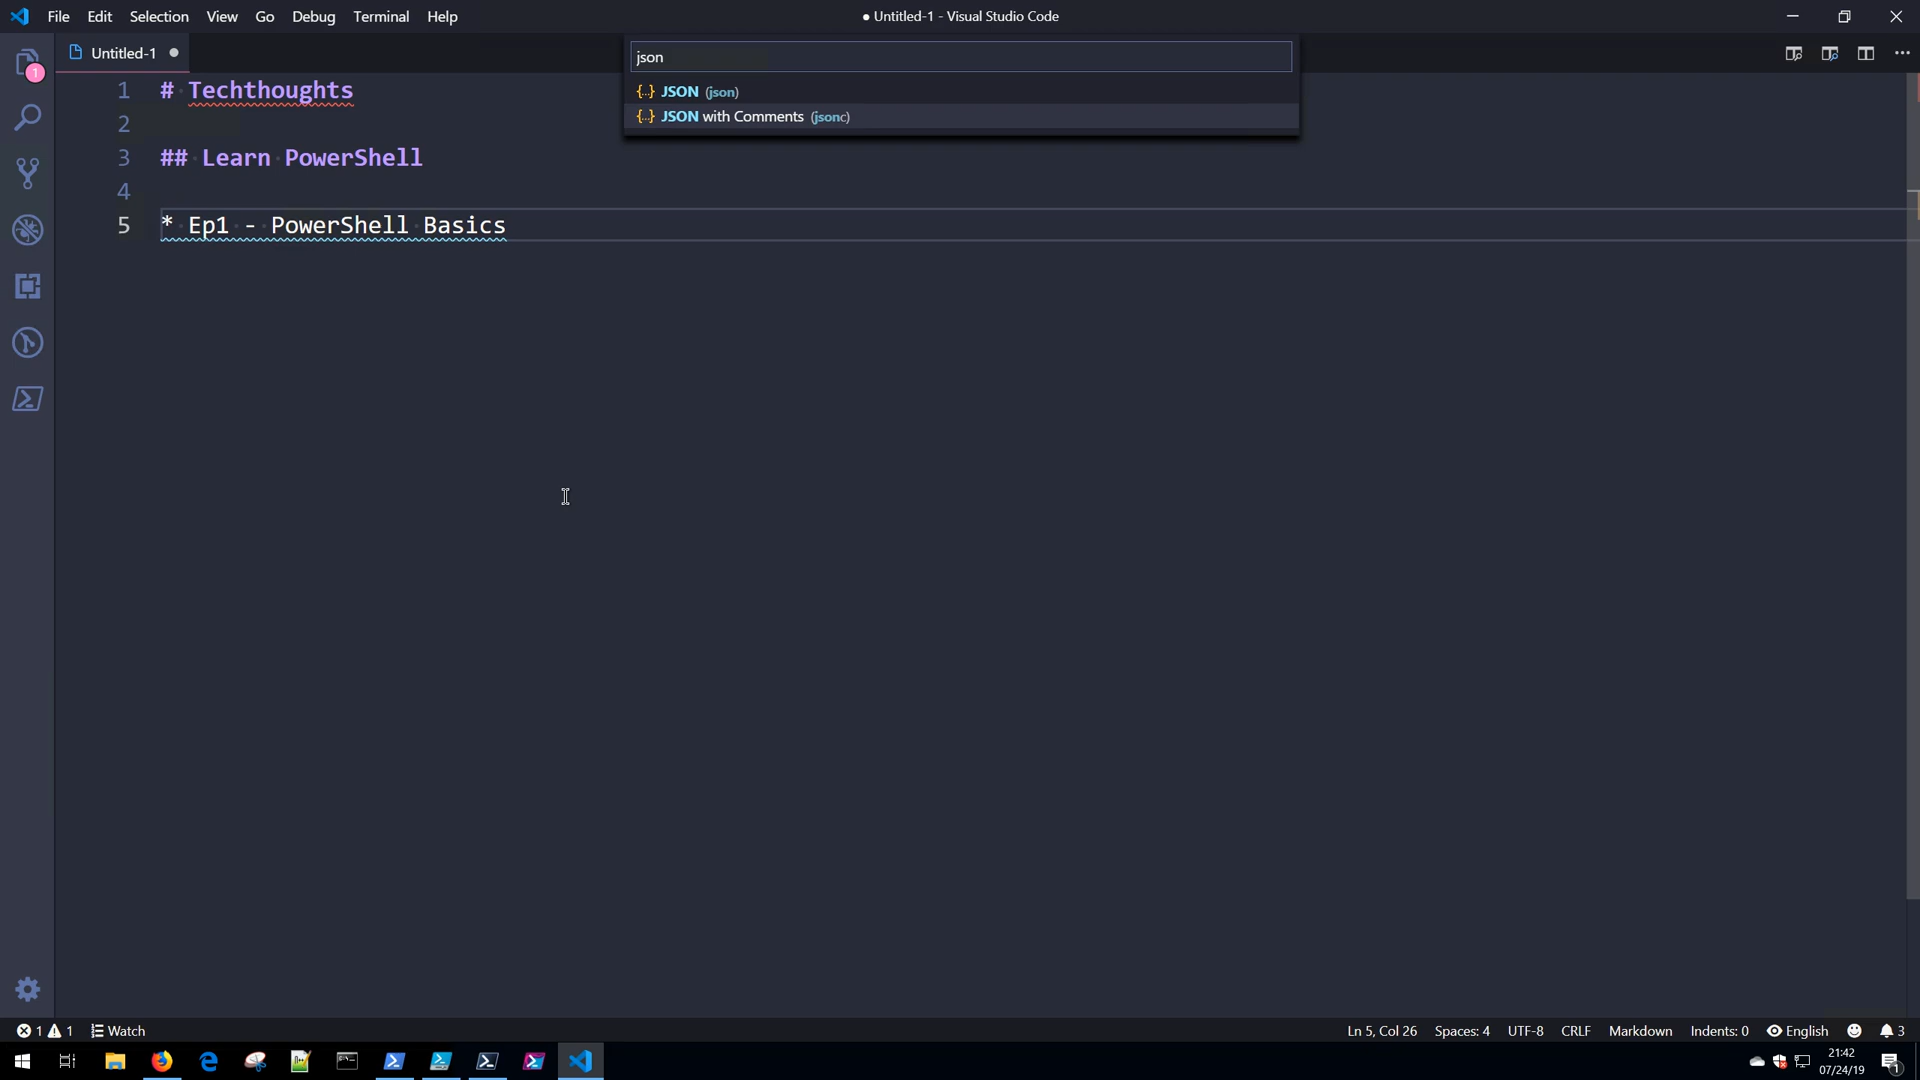 File Edit Selection View Go Debug Terminal Help
● Untitled-1 - Visual Studio Code
Untitled-1 ●
json
{..} JSON (json)
{..} JSON with Comments (jsonc)
1
1 # Techthoughts
2
3 ## Learn PowerShell
4
5 * Ep1 - PowerShell Basics
1 1 Watch
Ln 5, Col 26 Spaces: 4 UTF-8 CRLF Markdown Indents: 0 English 3
21:42
07/24/19
1